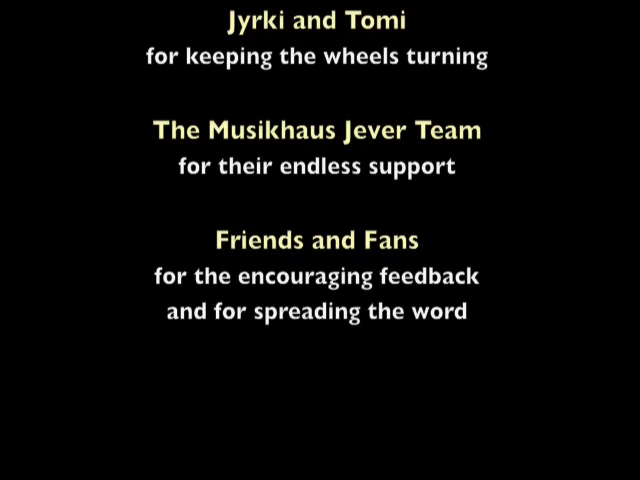 Jyrki and Tomi
for keeping the wheels turning
The Musikhaus Jever Team
for their endless support
Friends and Fans
for the encouraging feedback
and for spreading the word